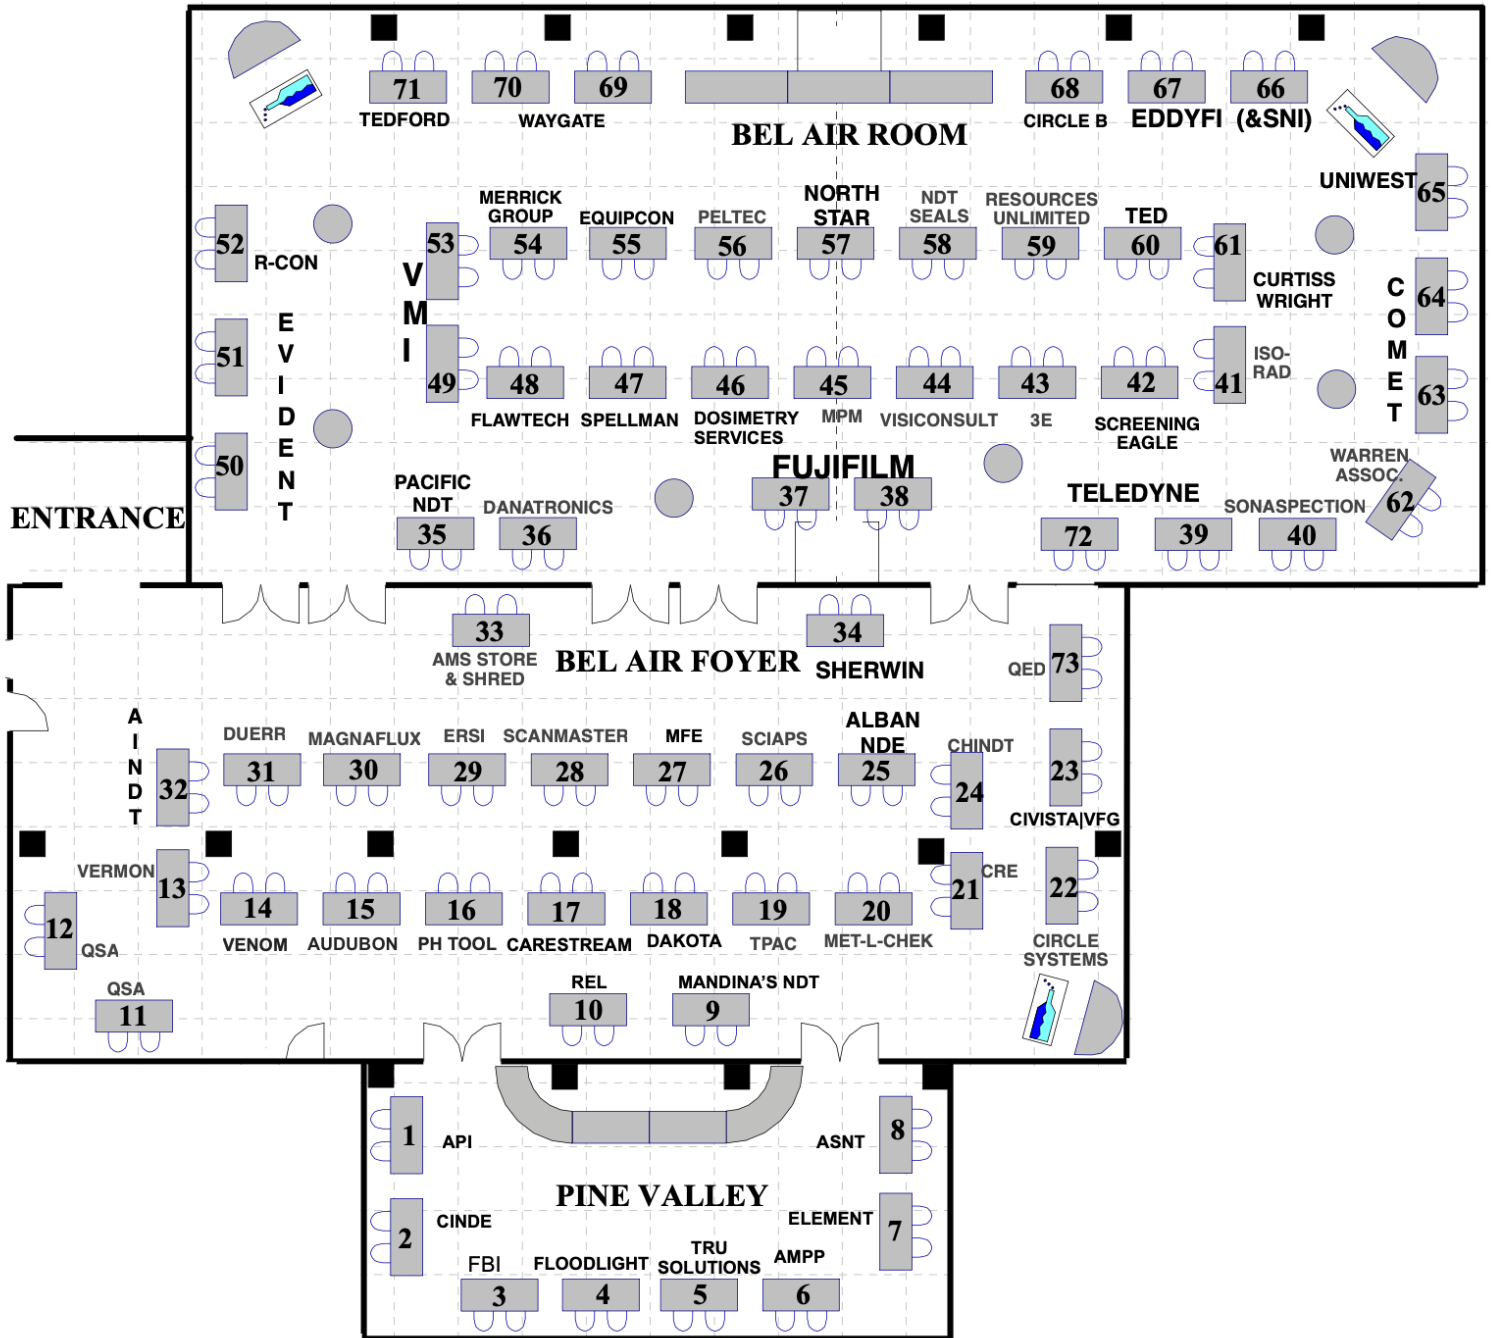 71
70
69
68
67
66
TEDFORD
WAYGATE
BEL AIR ROOM
CIRCLE B
EDDYFI (&SNI)
UNIWEST
65
52
R-CON
53
MERRICK
GROUP
54
EQUIPCON
55
PELTEC
56
NORTH
STAR
57
NDT
SEALS
58
RESOURCES
UNLIMITED
59
TED
60
61
CURTISS
WRIGHT
64
COMET
63
51
EVIDENT
50
VMI
49
48
FLAWTECH
47
SPELLMAN
46
DOSIMETRY
SERVICES
45
MPM
44
VISICONSULT
43
3E
42
SCREENING
EAGLE
41
ISO-
RAD
ENTRANCE
PACIFIC
NDT
35
DANATRONICS
36
FUJIFILM
37
38
TELEDYNE
72
39
SONASPECTION
40
WARREN
ASSOC.
62
33
AMS STORE
& SHRED
BEL AIR FOYER
34
SHERWIN
QED
73
AINDT
32
DUERR
31
MAGNAFLUX
30
ERSI
29
SCANMASTER
28
MFE
27
SCIAPS
26
ALBAN
NDE
25
CHINDT
24
23
CIVISTA|VFG
VERMON
13
12
QSA
QSA
11
14
VENOM
15
AUDUBON
16
PH TOOL
17
CARESTREAM
18
DAKOTA
19
TPAC
20
MET-L-CHEK
21
CRE
22
CIRCLE
SYSTEMS
REL
10
MANDINA'S NDT
9
1
API
ASNT
8
PINE VALLEY
2
CINDE
ELEMENT
7
FBI
3
FLOODLIGHT
4
TRU
SOLUTIONS
5
AMPP
6